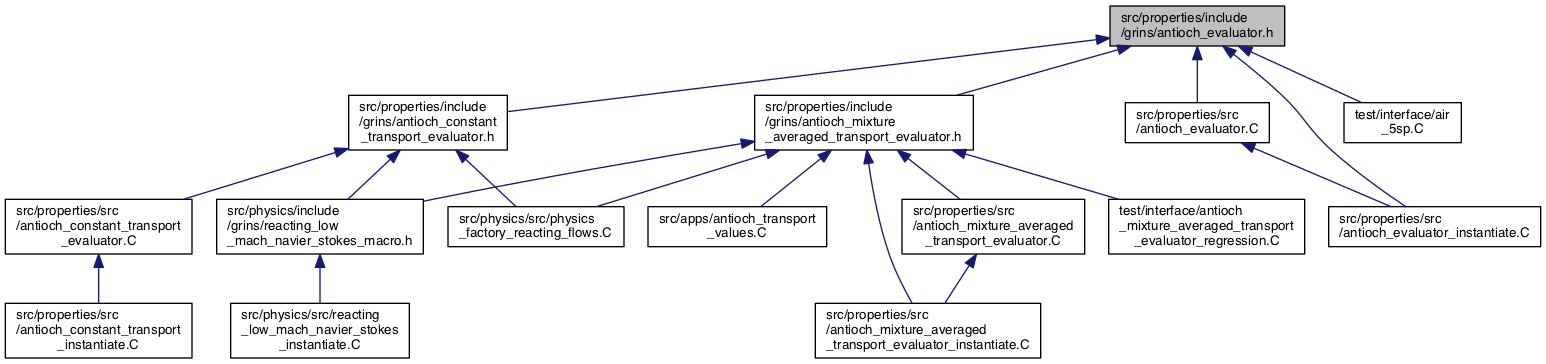 src/properties/include
/grins/antioch_evaluator.h
src/properties/include
/grins/antioch_constant
_transport_evaluator.h
src/properties/include
/grins/antioch_mixture
_averaged_transport_evaluator.h
src/properties/src
/antioch_evaluator.C
test/interface/air
_5sp.C
src/properties/src
/antioch_constant_transport
_evaluator.C
src/physics/include
/grins/reacting_low
_mach_navier_stokes_macro.h
src/physics/src/physics
_factory_reacting_flows.C
src/apps/antioch_transport
_values.C
src/properties/src
/antioch_mixture_averaged
_transport_evaluator.C
test/interface/antioch
_mixture_averaged_transport
_evaluator_regression.C
src/properties/src
/antioch_evaluator_instantiate.C
src/properties/src
/antioch_constant_transport
_instantiate.C
src/physics/src/reacting
_low_mach_navier_stokes
_instantiate.C
src/properties/src
/antioch_mixture_averaged
_transport_evaluator_instantiate.C